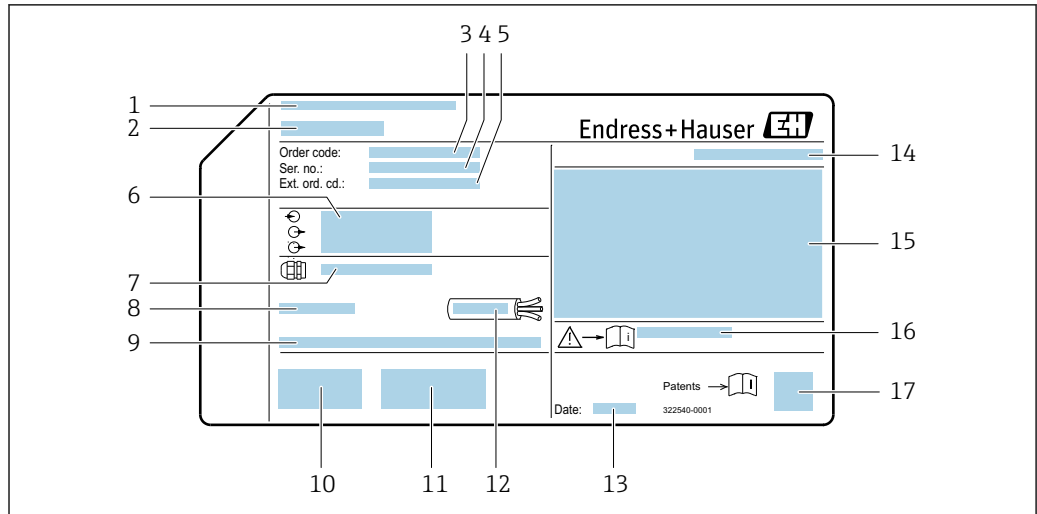 3 4 5
1
2
Endress+Hauser EH
Order code:
Ser. no.:
Ext. ord. cd.:
14
6
15
7
8
9
i
16
Patents
Date:
322540-0001
17
10 11 12 13